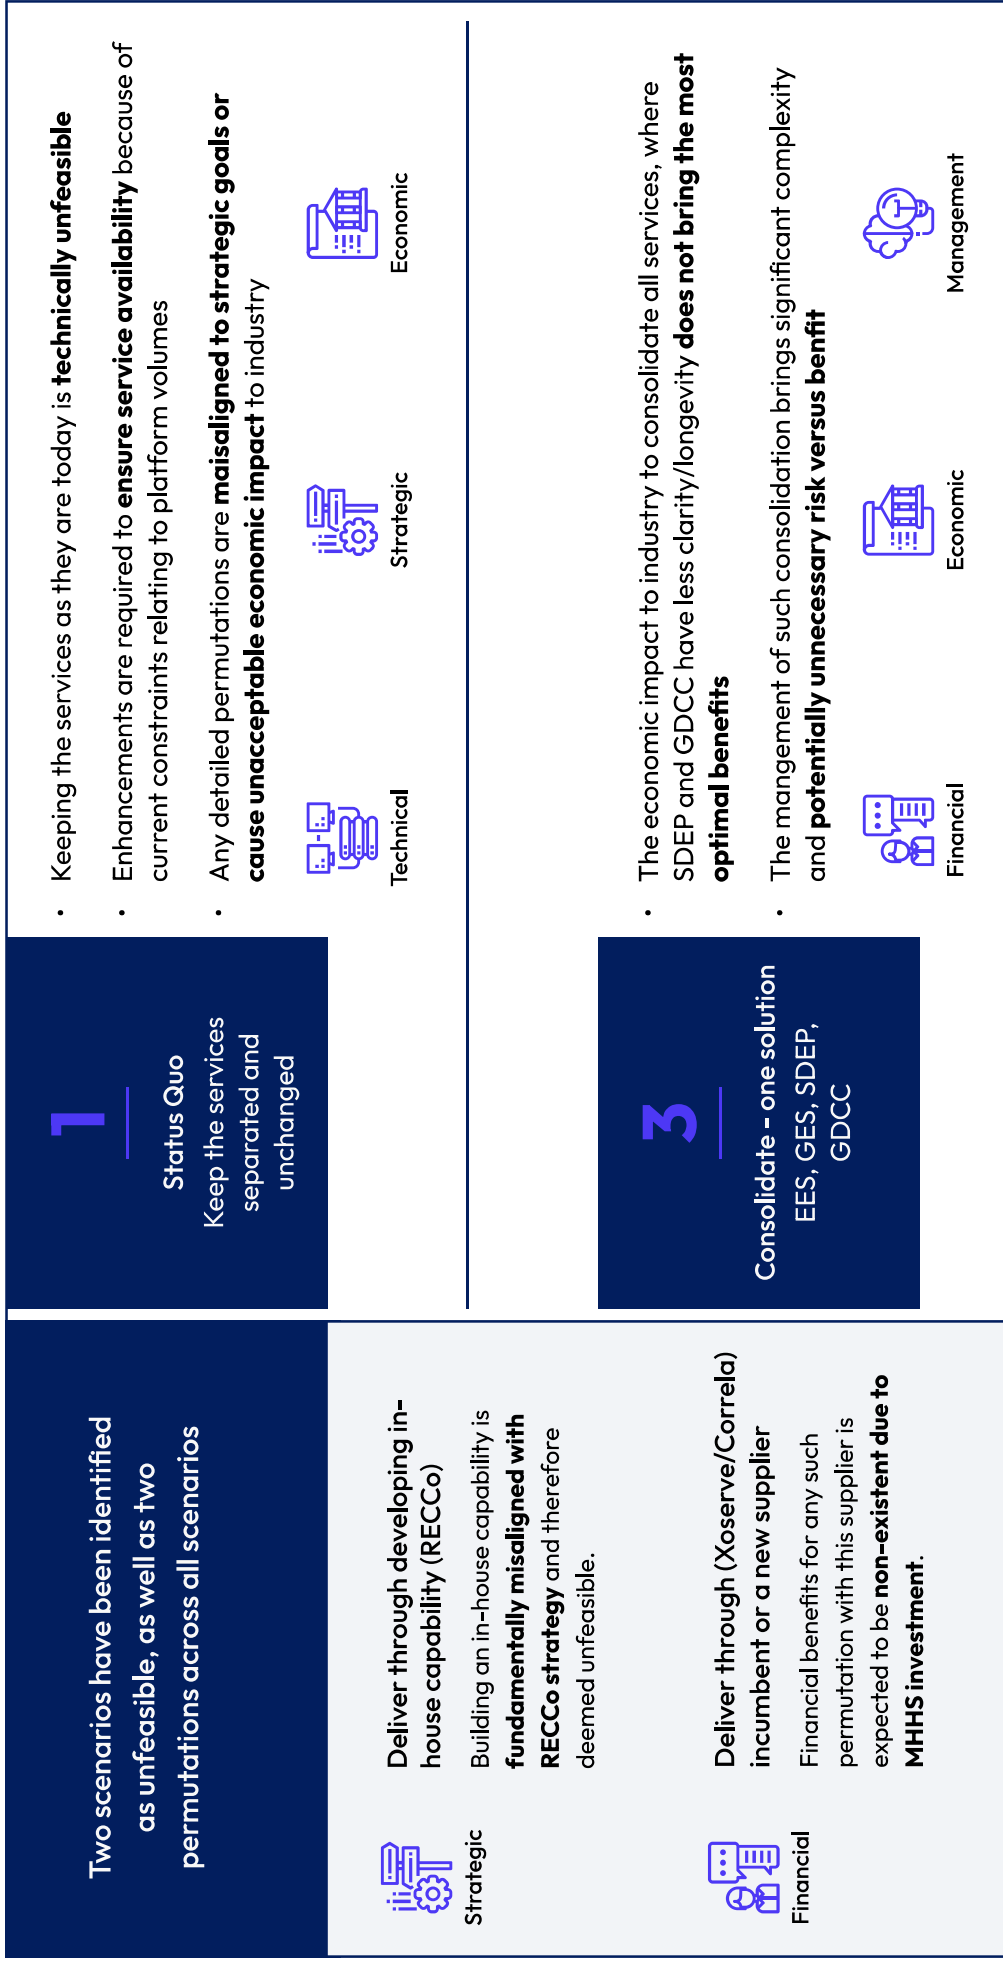 Two scenarios have been identified
as unfeasible, as well as two
permutations across all scenarios
Strategic
Deliver through developing in-
house capability (RECCo)
Building an in-house capability is
fundamentally misaligned with
RECCo strategy and therefore
deemed unfeasible.
Financial
Deliver through (Xoserve/Correla)
incumbent or a new supplier
Financial benefits for any such
permutation with this supplier is
expected to be non-existent due to
MHHS investment.
1
Status Quo
Keep the services
separated and
unchanged
• Keeping the services as they are today is technically unfeasible
• Enhancements are required to ensure service availability because of
current constraints relating to platform volumes
• Any detailed permutations are maisaligned to strategic goals or
cause unacceptable economic impact to industry
Technical
Strategic
Economic
3
Consolidate - one solution
EES, GES, SDEP,
GDCC
• The economic impact to industry to consolidate all services, where
SDEP and GDCC have less clarity/longevity does not bring the most
optimal benefits
• The mangement of such consolidation brings significant complexity
and potentially unnecessary risk versus benfit
Financial
Economic
Management